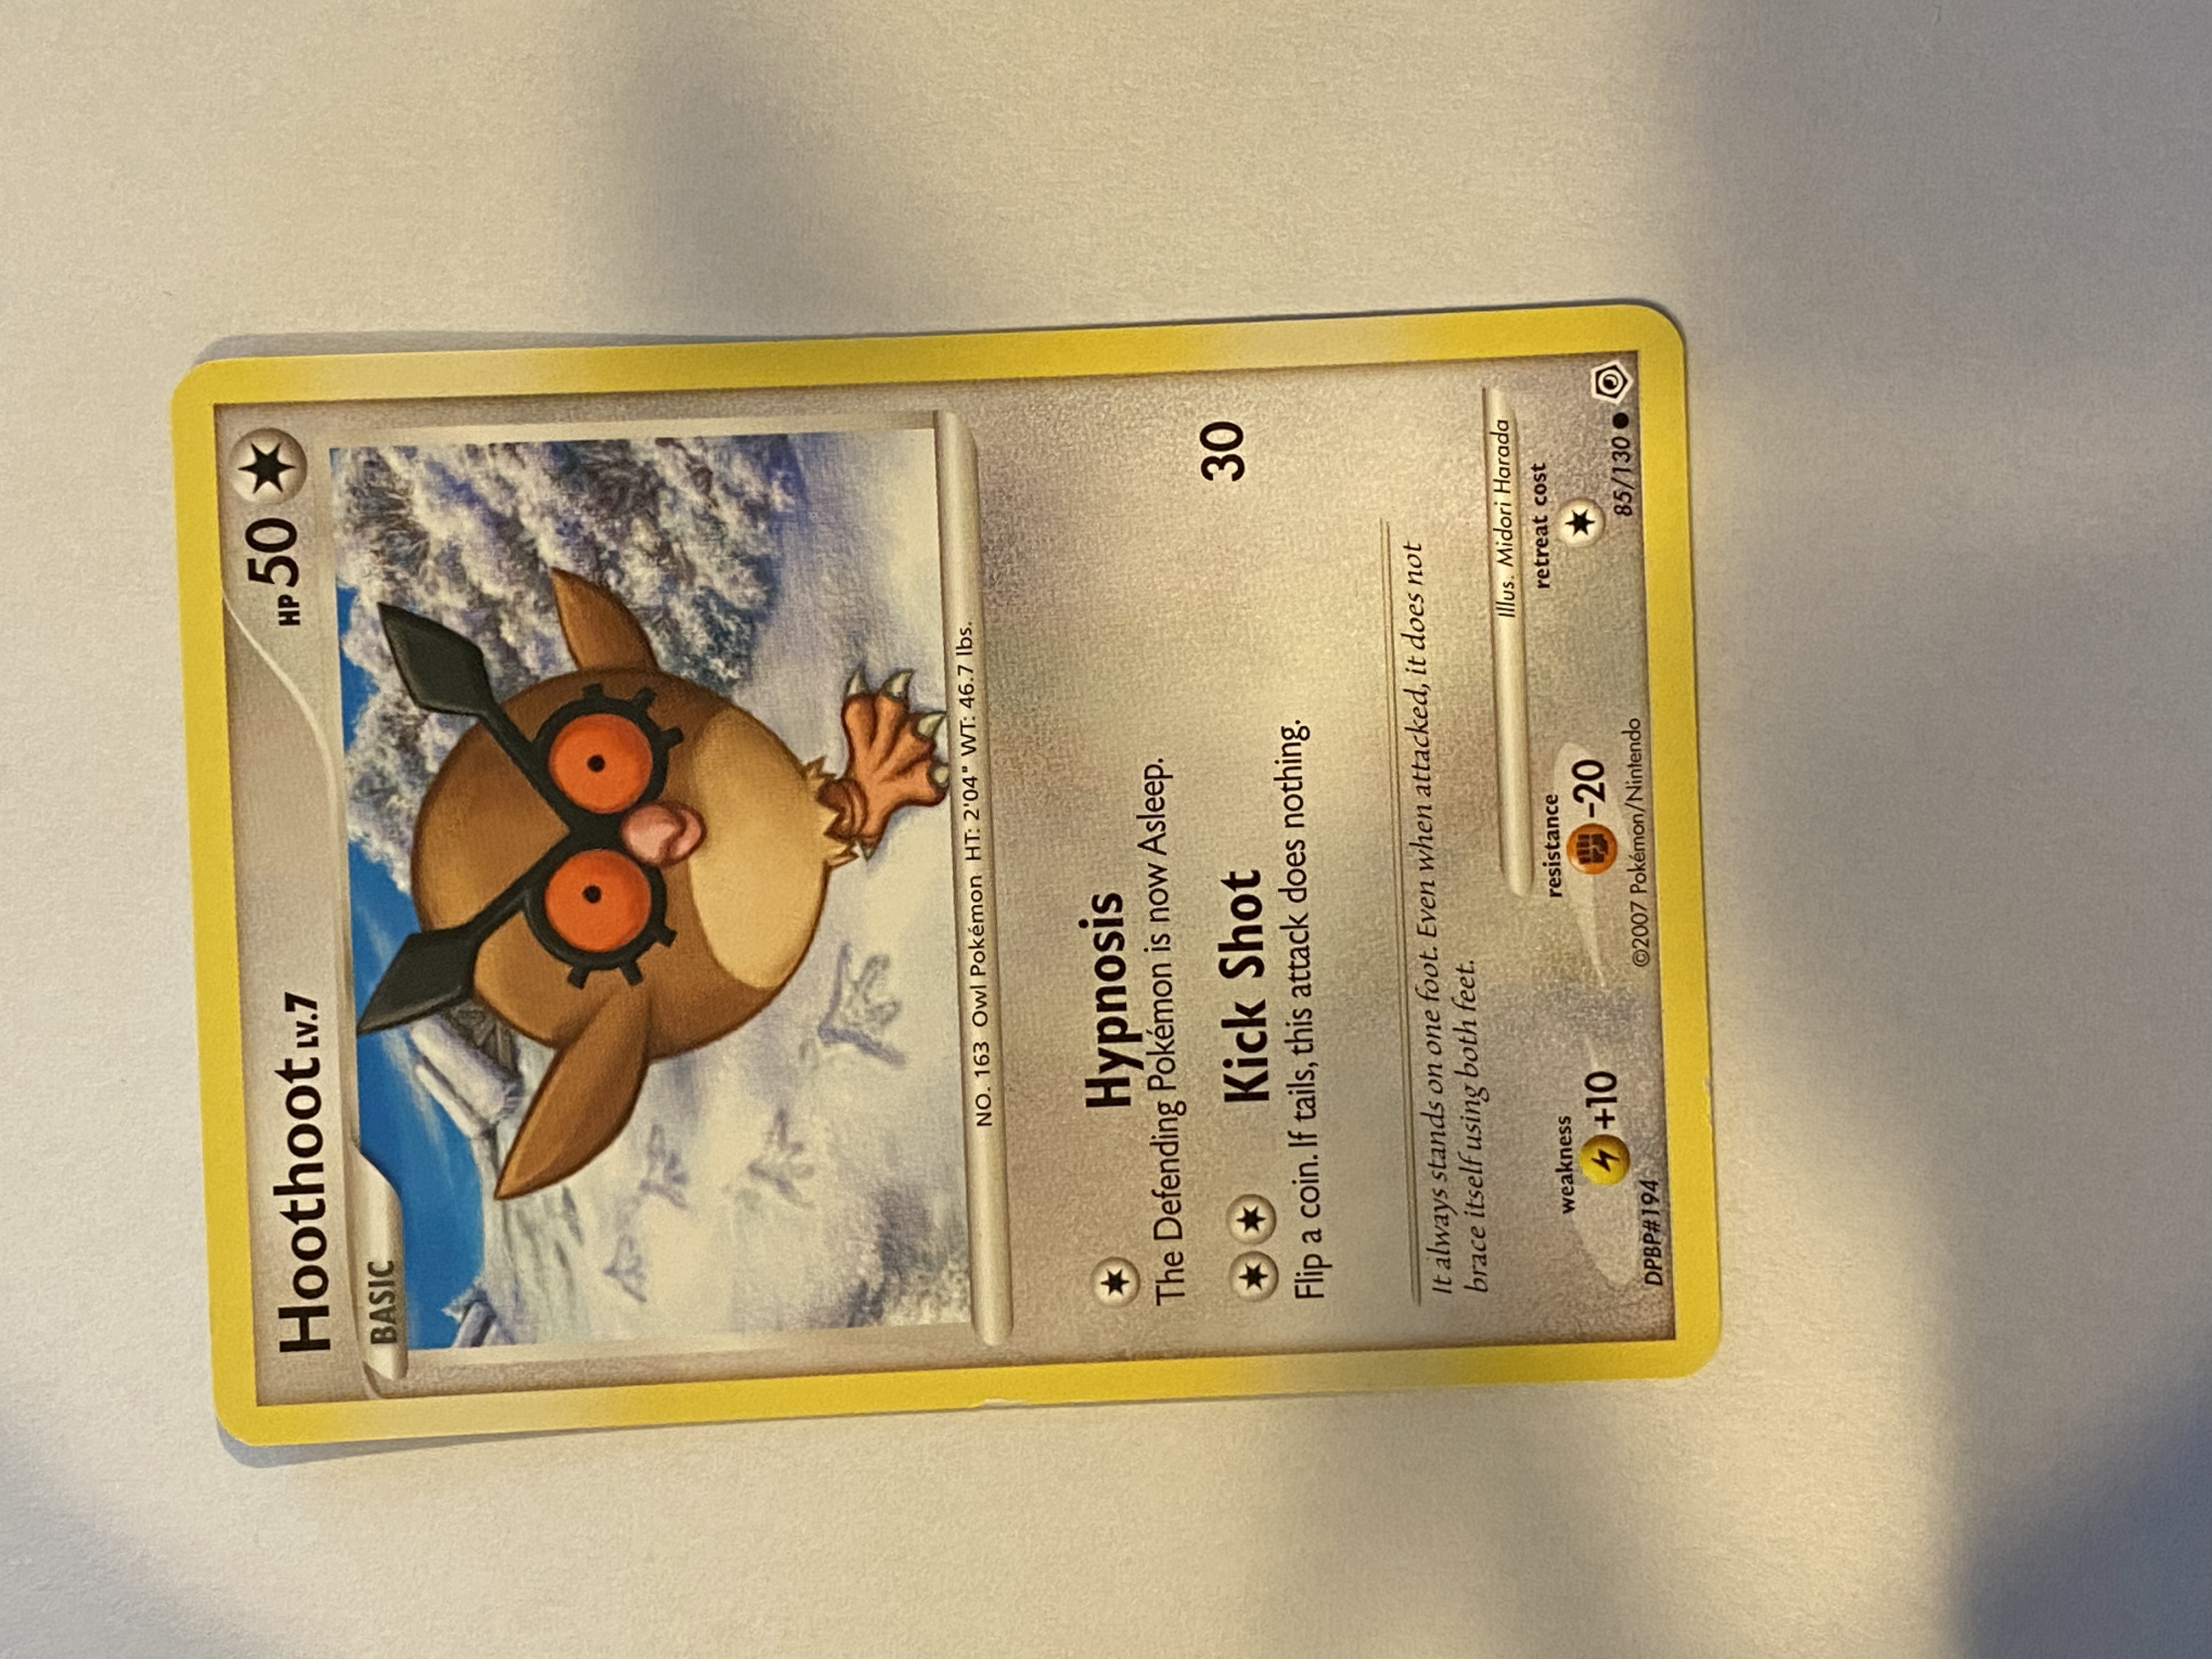 Hoothoot LV.7 HP 50
BASIC
NO. 163 Owl Pokémon HT: 2'04" WT: 46.7 lbs.
Hypnosis
The Defending Pokémon is now Asleep.
Kick Shot 30
Flip a coin. If tails, this attack does nothing.
It always stands on one foot. Even when attacked, it does not
brace itself using both feet.
Illus. Midori Harada
weakness resistance retreat cost
+10 -20
DPBP#194 ©2007 Pokémon/Nintendo 85/130